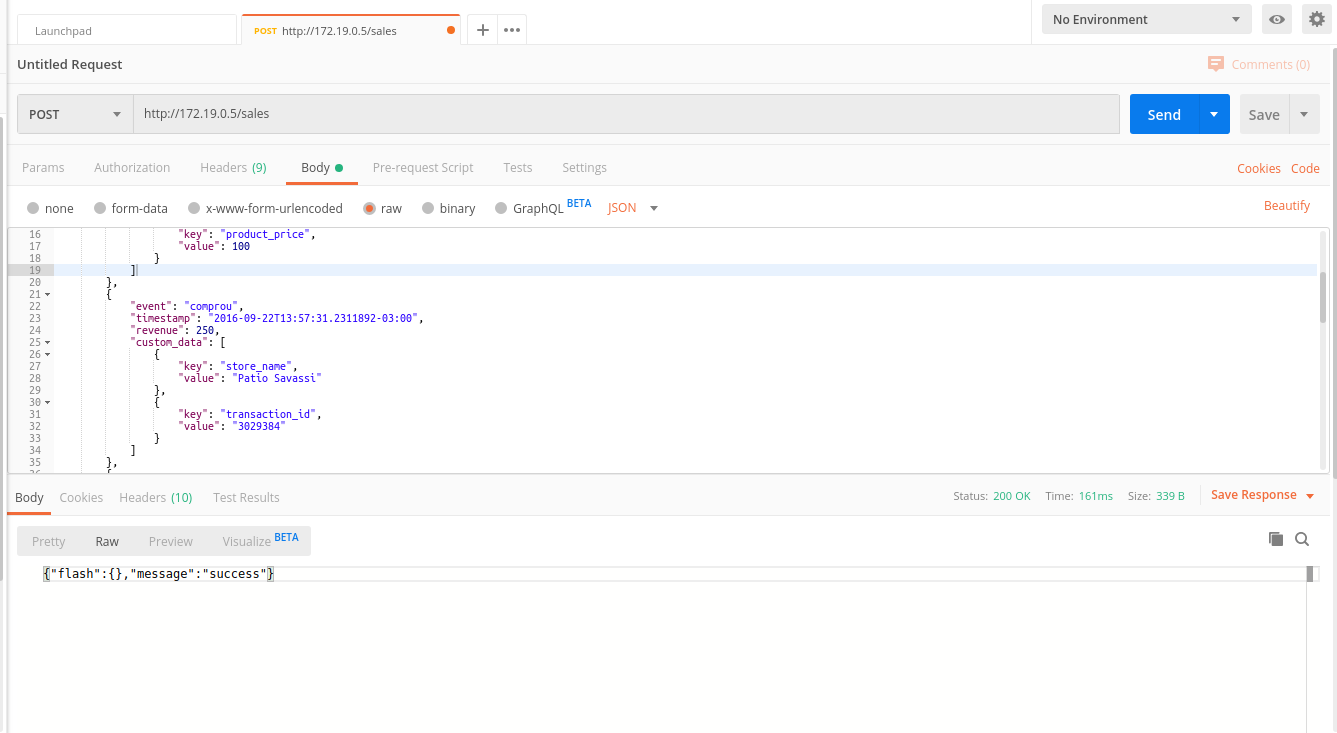 Launchpad
POST http://172.19.0.5/sales
No Environment
Untitled Request
Comments (0)
POST
http://172.19.0.5/sales
Send
Save
Params Authorization Headers (9) Body Pre-request Script Tests Settings
Cookies Code
none form-data x-www-form-urlencoded raw binary GraphQL BETA JSON
Beautify
16 "key": "product_price",
17 "value": 100
18 }
19 ]
20 },
21 {
22 "event": "comprou",
23 "timestamp": "2016-09-22T13:57:31.2311892-03:00",
24 "revenue": 250,
25 "custom_data": [
26 {
27 "key": "store_name",
28 "value": "Patio Savassi"
29 },
30 {
31 "key": "transaction_id",
32 "value": "3029384"
33 }
34 ]
35 },
36 {
Body Cookies Headers (10) Test Results
Status: 200 OK Time: 161ms Size: 339 B Save Response
Pretty Raw Preview Visualize BETA
{"flash":{},"message":"success"}